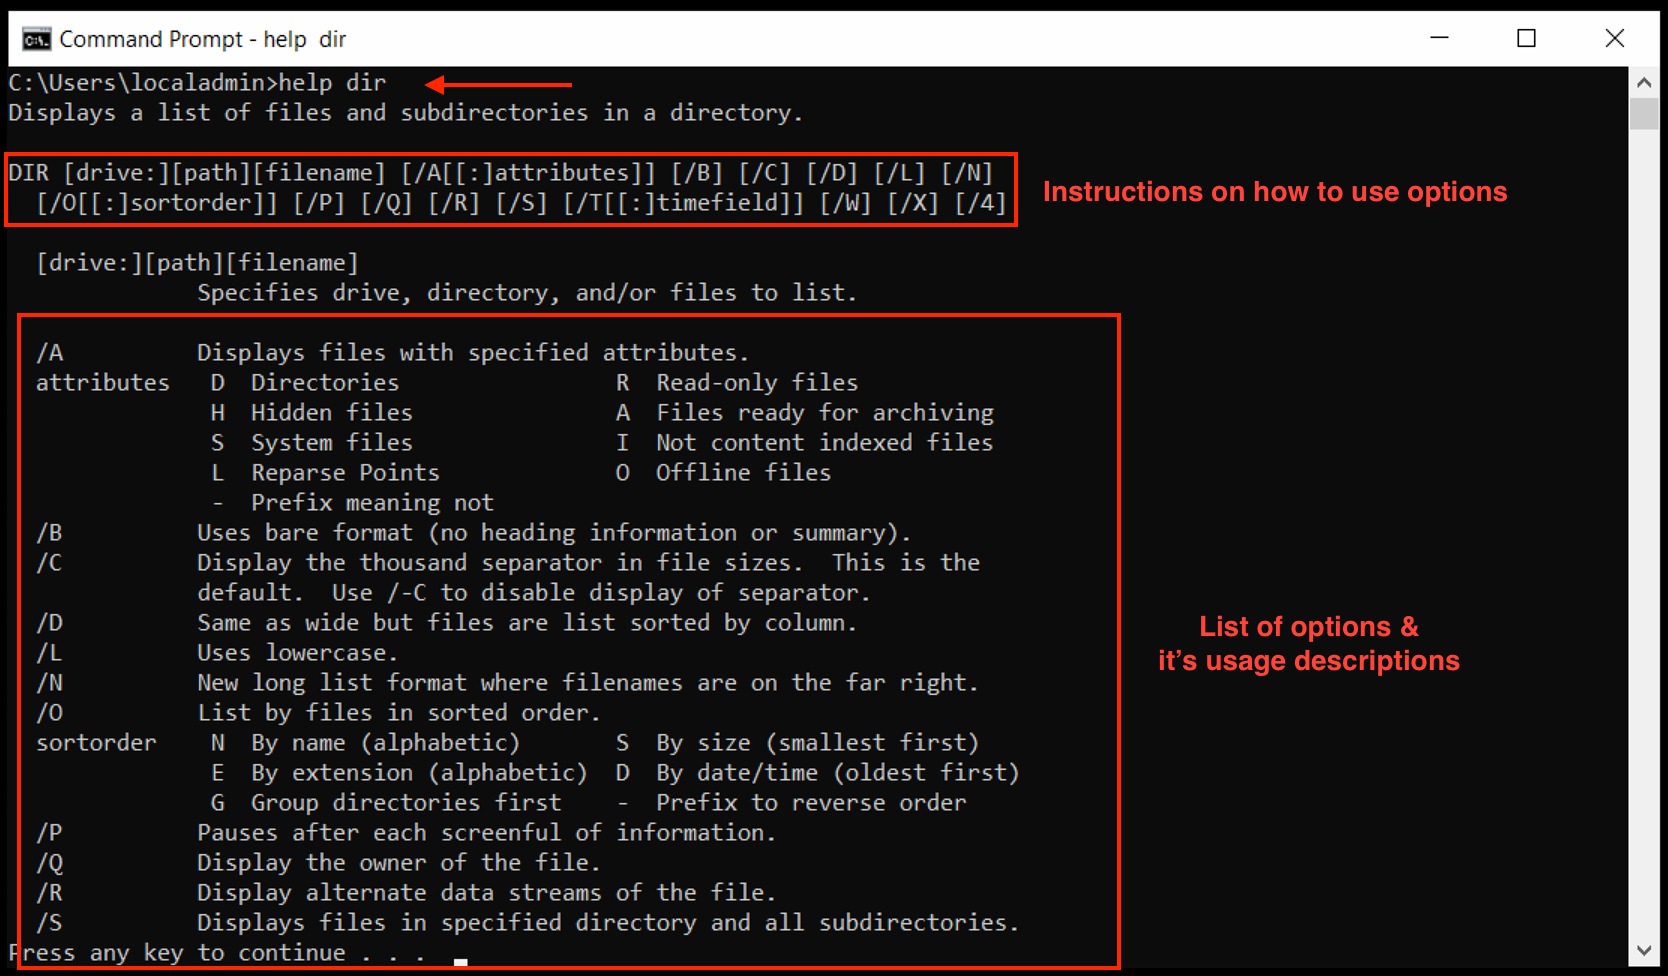 Command Prompt - help  dir
C:\Users\localadmin>help dir
Displays a list of files and subdirectories in a directory.
DIR [drive:][path][filename] [/A[[:]attributes]] [/B] [/C] [/D] [/L] [/N]
  [/O[[:]sortorder]] [/P] [/Q] [/R] [/S] [/T[[:]timefield]] [/W] [/X] [/4]
Instructions on how to use options
  [drive:][path][filename]
              Specifies drive, directory, and/or files to list.
  /A          Displays files with specified attributes.
  attributes   D  Directories                R  Read-only files
               H  Hidden files               A  Files ready for archiving
               S  System files               I  Not content indexed files
               L  Reparse Points             O  Offline files
               -  Prefix meaning not
  /B          Uses bare format (no heading information or summary).
  /C          Display the thousand separator in file sizes.  This is the
              default.  Use /-C to disable display of separator.
  /D          Same as wide but files are list sorted by column.
  /L          Uses lowercase.
  /N          New long list format where filenames are on the far right.
  /O          List by files in sorted order.
  sortorder    N  By name (alphabetic)       S  By size (smallest first)
               E  By extension (alphabetic)  D  By date/time (oldest first)
               G  Group directories first    -  Prefix to reverse order
  /P          Pauses after each screenful of information.
  /Q          Display the owner of the file.
  /R          Display alternate data streams of the file.
  /S          Displays files in specified directory and all subdirectories.
Press any key to continue . . .
List of options &
it’s usage descriptions